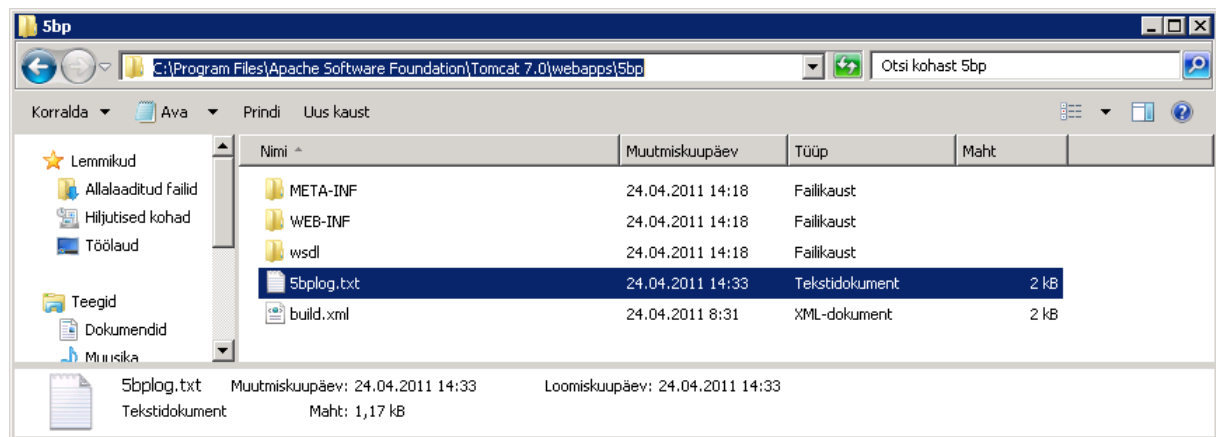 5bp
C:\Program Files\Apache Software Foundation\Tomcat 7.0\webapps\5bp
Otsi kohast 5bp
Korralda Ava Prindi Uus kaust
Lemmikud
Allalaaditud failid
Hiljutised kohad
Töölaud
Teegid
Dokumendid
Muusika
Nimi Muutmiskuupäev Tüüp Maht
META-INF 24.04.2011 14:18 Failikaust
WEB-INF 24.04.2011 14:18 Failikaust
wsdl 24.04.2011 14:18 Failikaust
5bplog.txt 24.04.2011 14:33 Tekstidokument 2 kB
build.xml 24.04.2011 8:31 XML-dokument 2 kB
5bplog.txt Muutmiskuupäev: 24.04.2011 14:33 Loomiskuupäev: 24.04.2011 14:33
Tekstidokument Maht: 1,17 kB